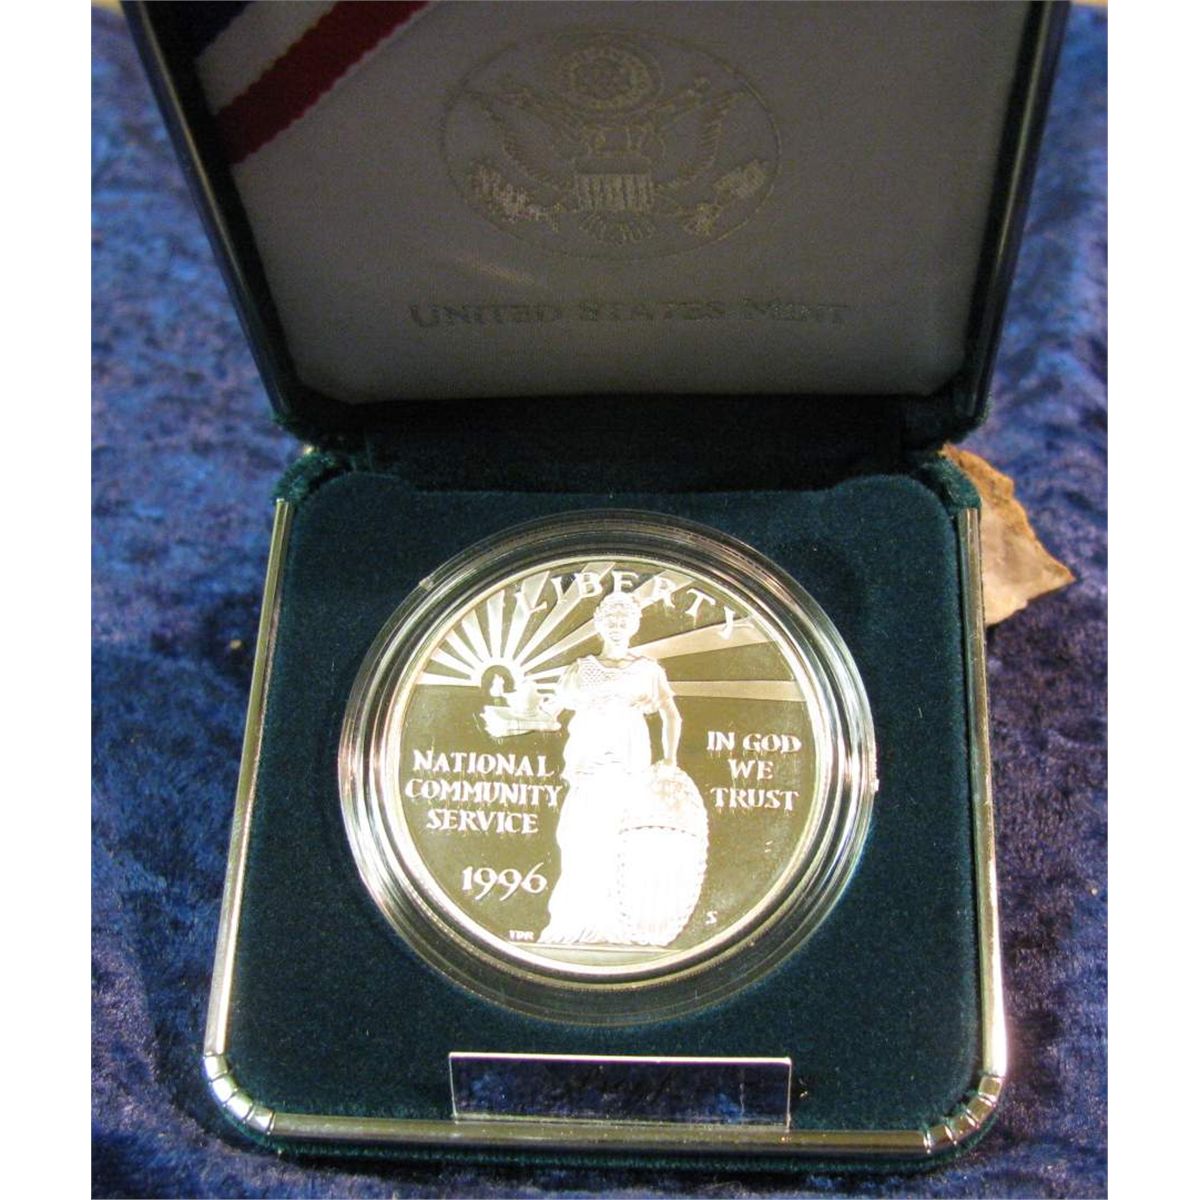 UNITED STATES MINT
LIBERTY
NATIONAL
COMMUNITY
SERVICE
1996
IN GOD
WE
TRUST
S
TDR